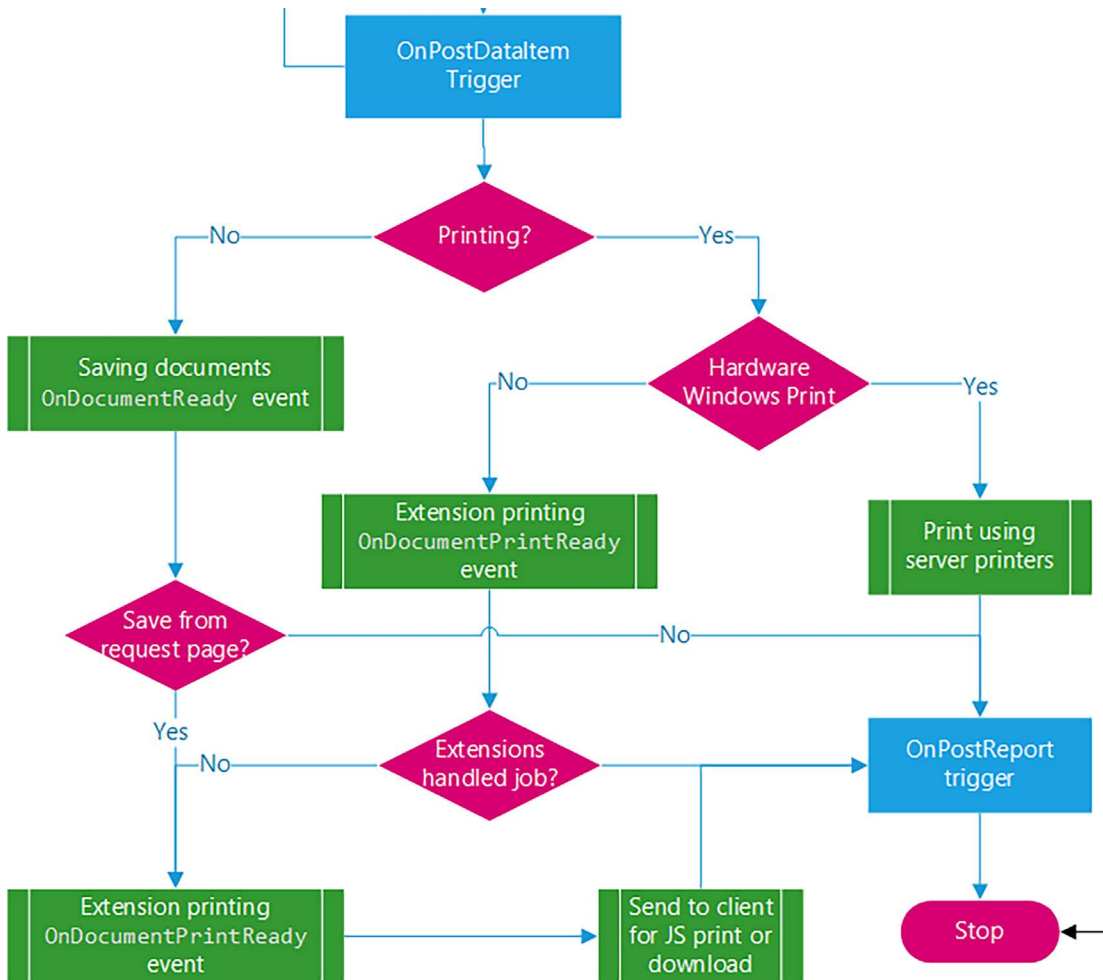 OnPostDataItem
Trigger
Printing?
No
Yes
Saving documents
OnDocumentReady event
Hardware
Windows Print
No
Yes
Extension printing
OnDocumentPrintReady
event
Print using
server printers
Save from
request page?
No
Yes
Extensions
handled job?
No
OnPostReport
trigger
Extension printing
OnDocumentPrintReady
event
Send to client
for JS print or
download
Stop